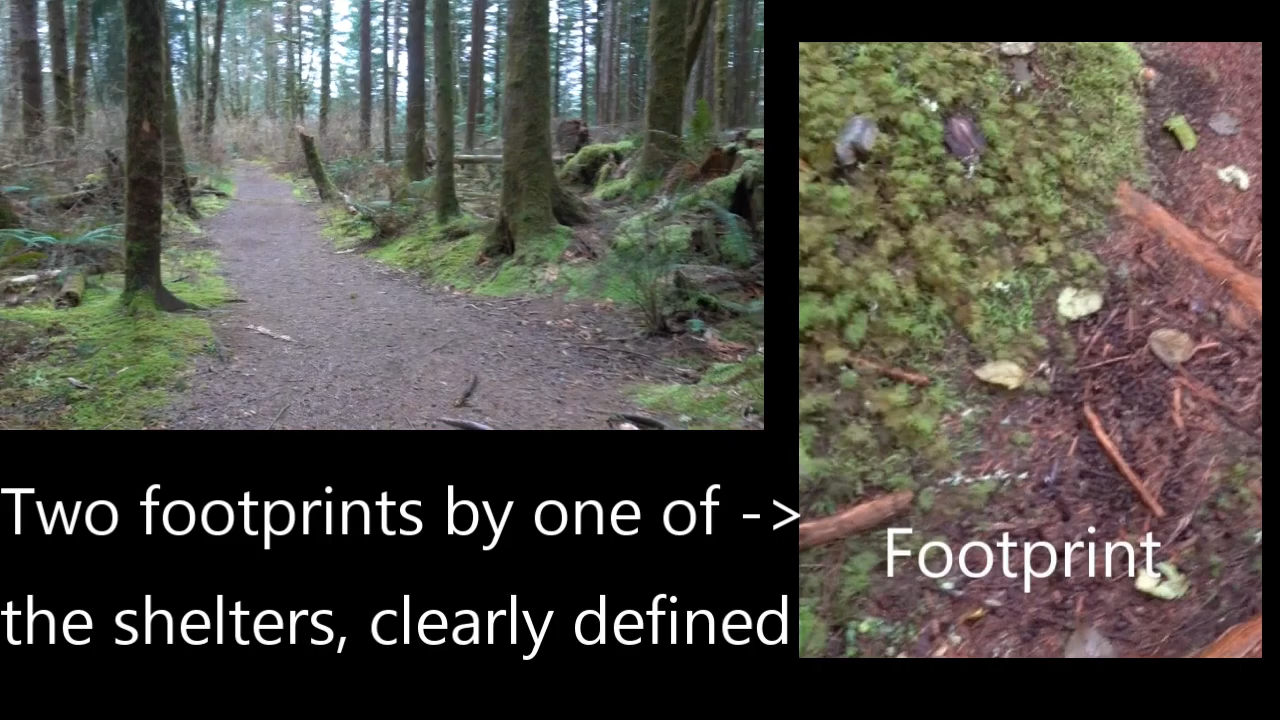 Two footprints by one of ->
the shelters, clearly defined
Footprint